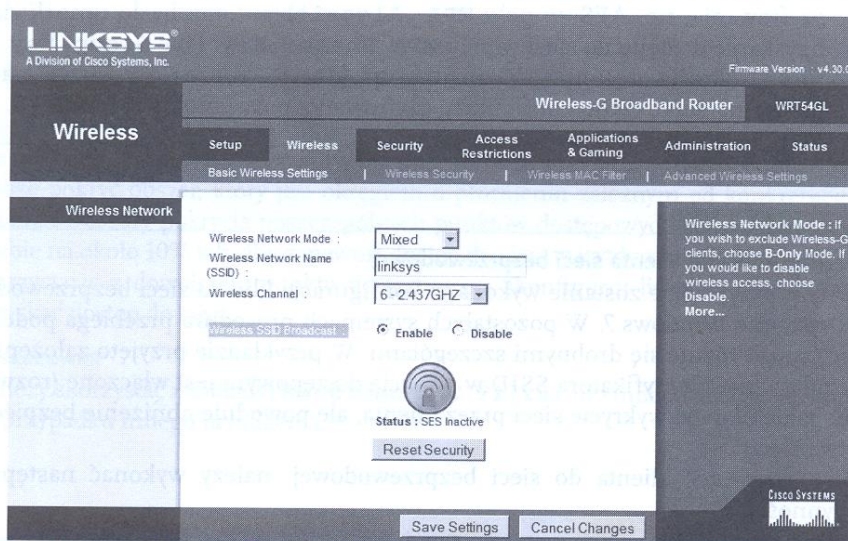 LINKSYS®
A Division of Cisco Systems, Inc.
Firmware Version : v4.30.0
Wireless-G Broadband Router WRT54GL
Wireless
Setup Wireless Security Access Restrictions Applications & Gaming Administration Status
Basic Wireless Settings | Wireless Security | Wireless MAC Filter | Advanced Wireless Settings
Wireless Network
Wireless Network Mode : Mixed
Wireless Network Name (SSID) : linksys
Wireless Channel : 6 - 2.437GHZ
Wireless SSID Broadcast : Enable Disable
Status : SES Inactive
Reset Security
Wireless Network Mode : If
you wish to exclude Wireless-G
clients, choose B-Only Mode. If
you would like to disable
wireless access, choose
Disable.
More...
Save Settings Cancel Changes
CISCO SYSTEMS